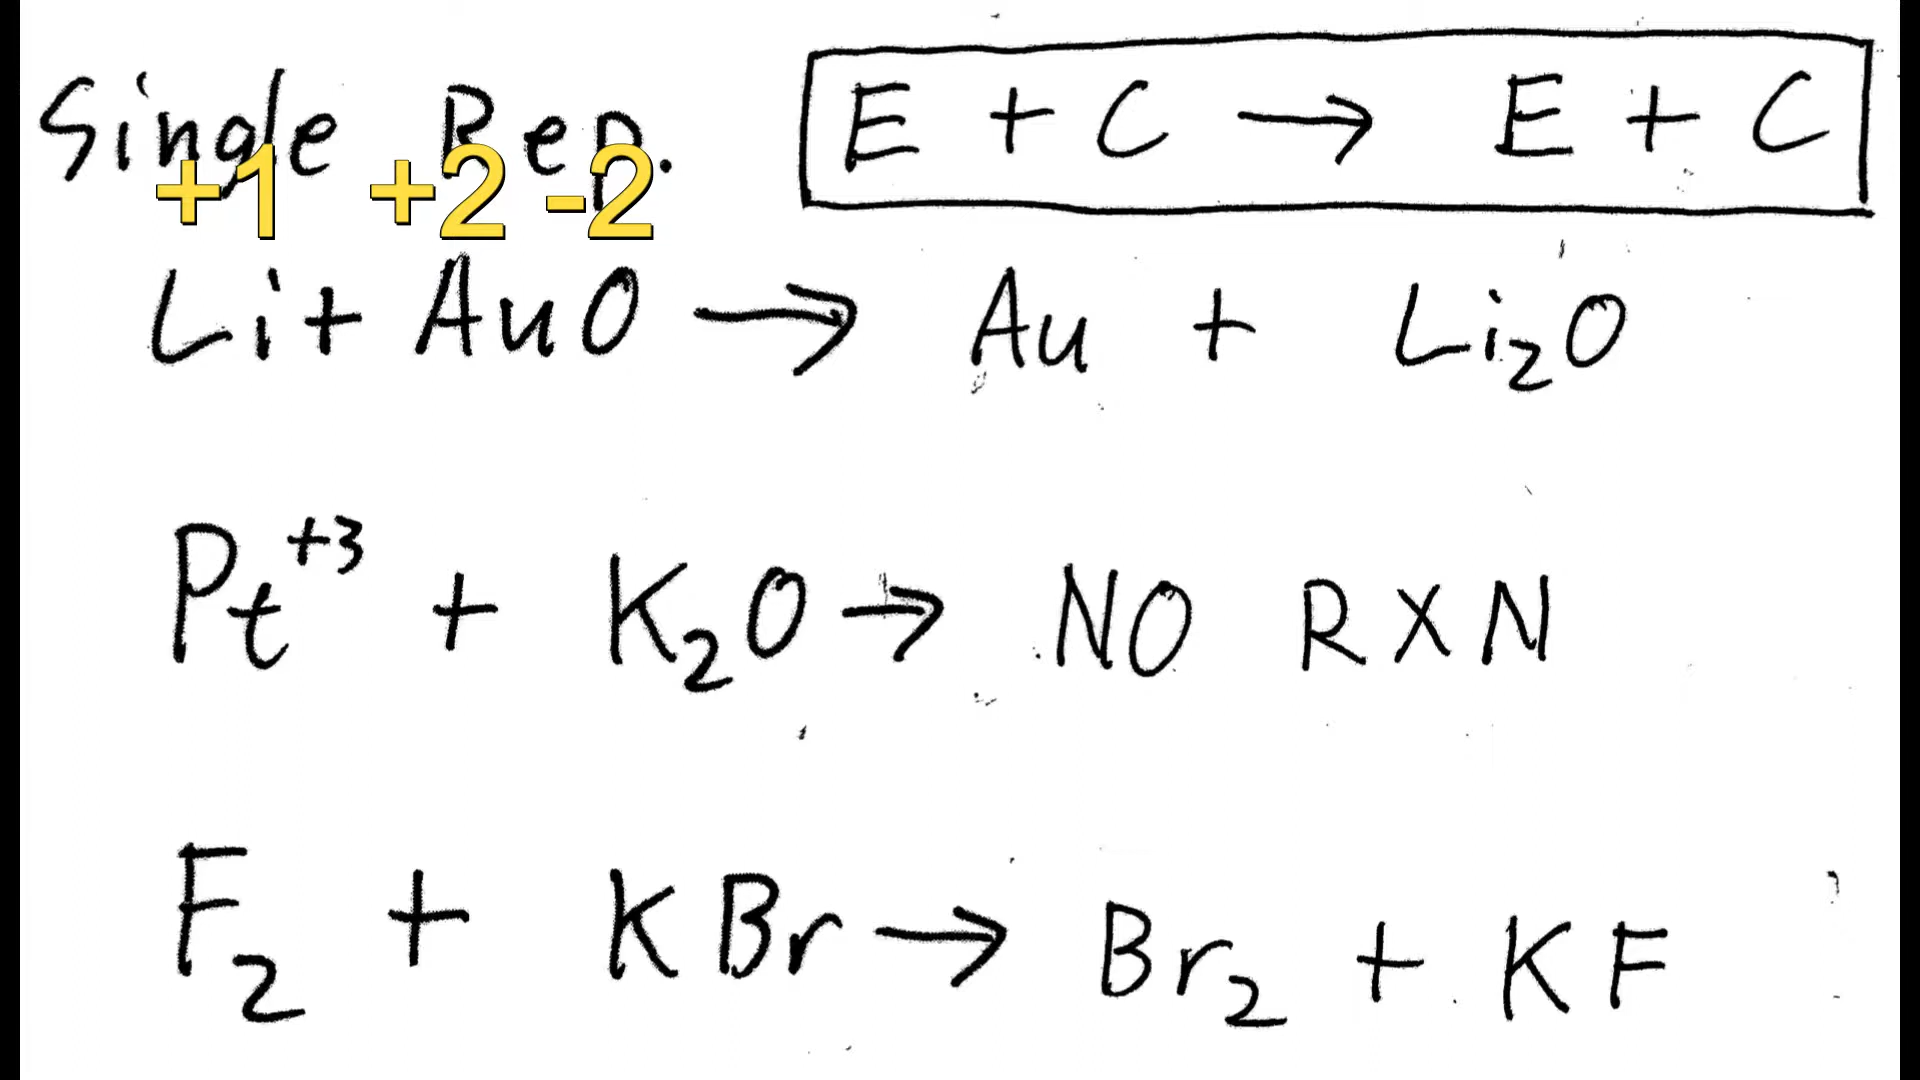 Single Rep.
E + C → E + C
+1 +2 -2
Li + AuO → Au + Li₂O
Pt⁺³ + K₂O → NO RXN
F₂ + KBr → Br₂ + KF